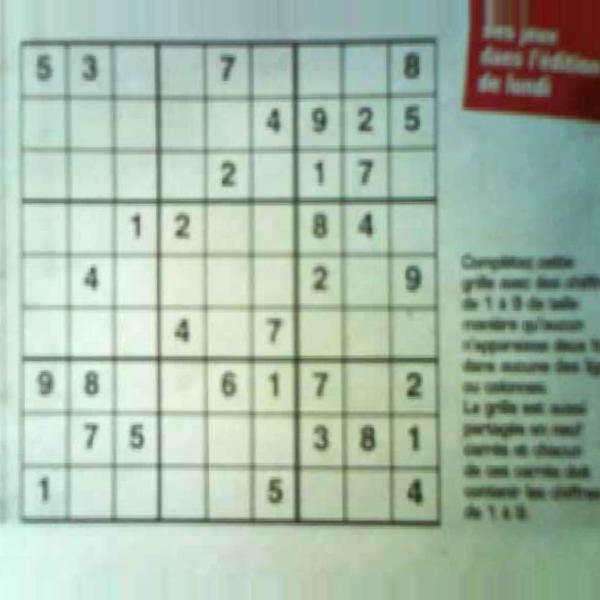 des jeux
dans l'édition
de lundi
5 3 7 8
4 9 2 5
2 1 7
1 2 8 4
4 2 9
4 7
9 8 6 1 7 2
7 5 3 8 1
1 5 4
Complétez cette
grille avec des chiffres
de 1 à 9 de telle
manière qu'aucun
n'apparaisse deux
dans aucune des
ou colonnes.
La grille est aussi
partagée en neuf
carrés et chacun
de ces carrés doit
contenir les chiffres
de 1 à 9.